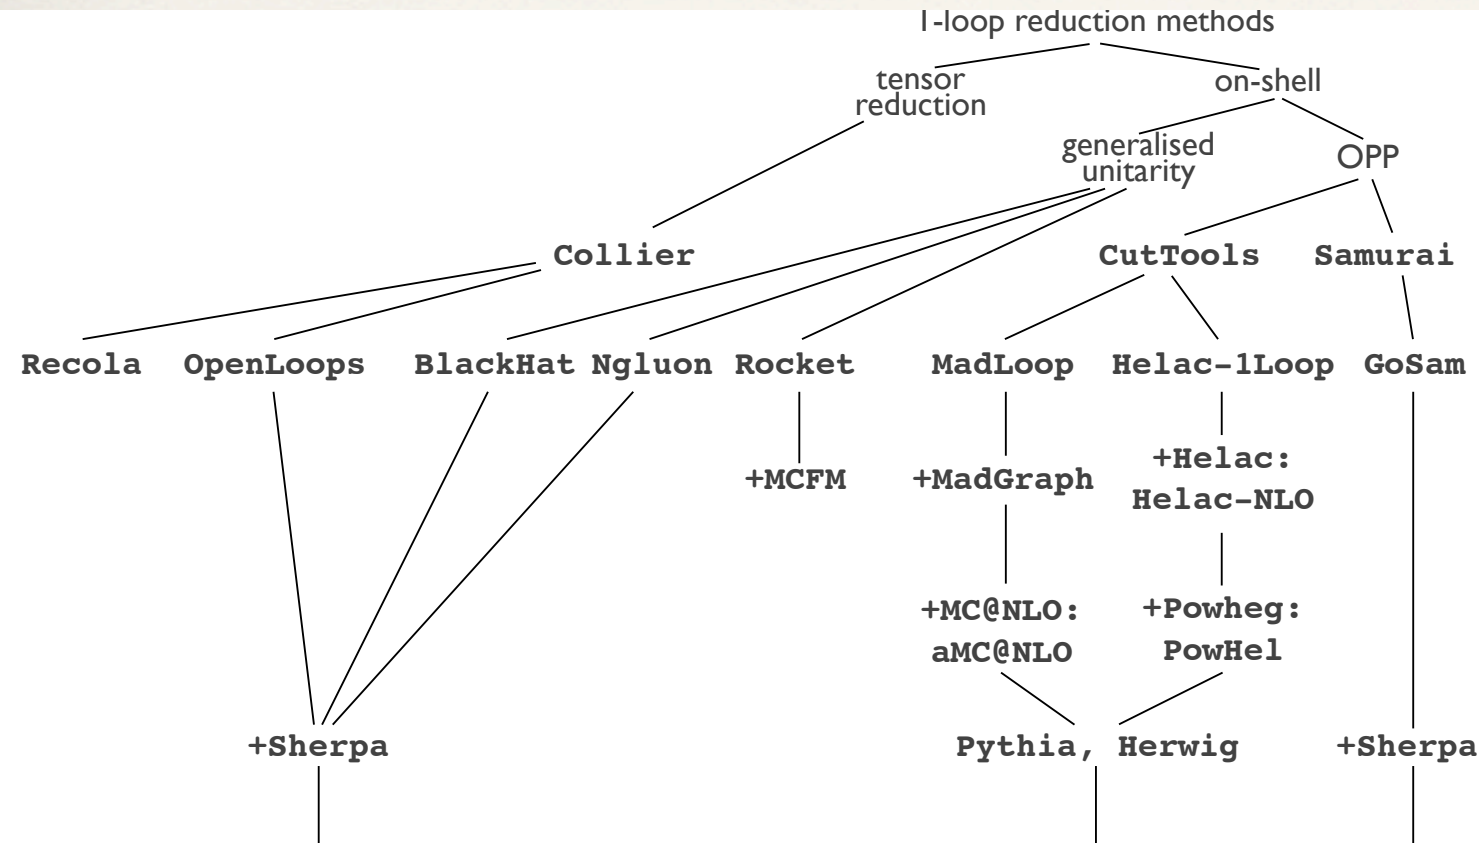 1-loop reduction methods
tensor
reduction
on-shell
generalised
unitarity
OPP
Collier
CutTools
Samurai
Recola
OpenLoops
BlackHat
Ngluon
Rocket
MadLoop
Helac-1Loop
GoSam
+MCFM
+MadGraph
+Helac:
Helac-NLO
+MC@NLO:
aMC@NLO
+Powheg:
PowHel
+Sherpa
Pythia, Herwig
+Sherpa